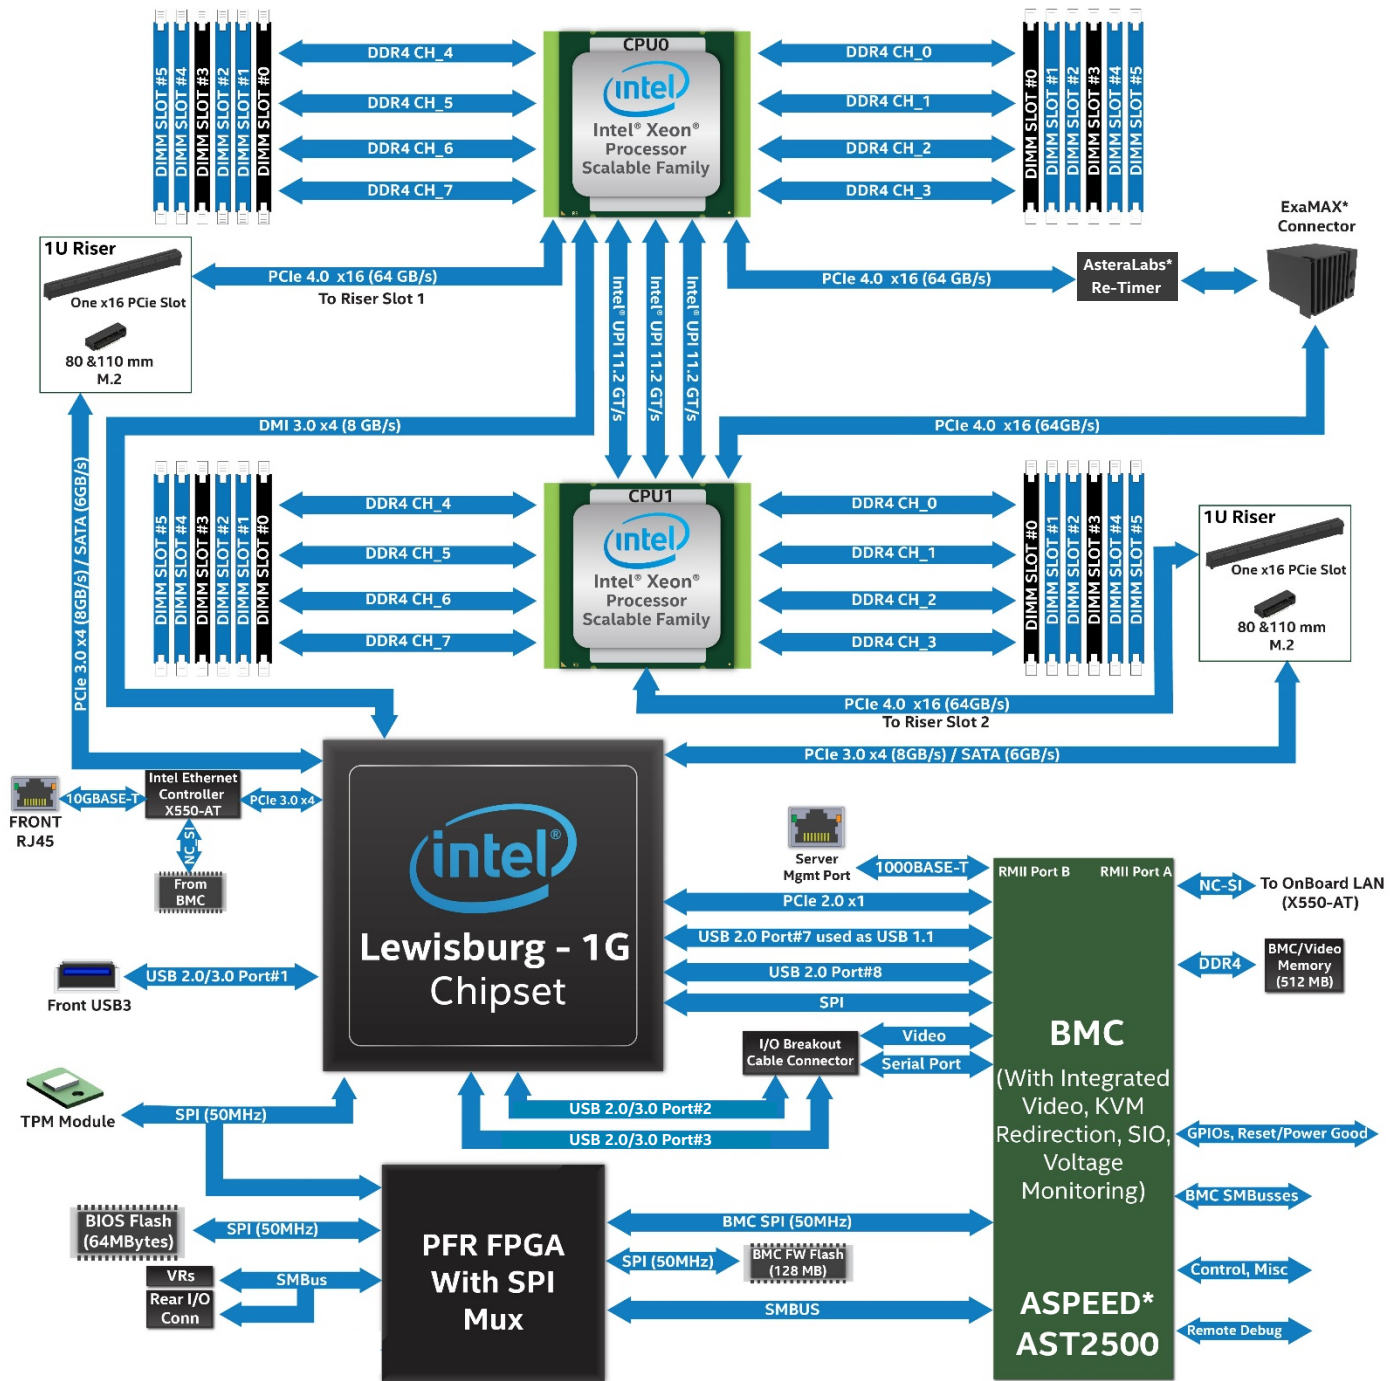 DIMM SLOT #5
DIMM SLOT #4
DIMM SLOT #3
DIMM SLOT #2
DIMM SLOT #1
DIMM SLOT #0
DDR4 CH_4
DDR4 CH_5
DDR4 CH_6
DDR4 CH_7
CPU0
intel
Intel® Xeon®
Processor
Scalable Family
DDR4 CH_0
DDR4 CH_1
DDR4 CH_2
DDR4 CH_3
DIMM SLOT #0
DIMM SLOT #1
DIMM SLOT #2
DIMM SLOT #3
DIMM SLOT #4
DIMM SLOT #5
1U Riser
One x16 PCIe Slot
80 &110 mm
M.2
PCIe 4.0 x16 (64 GB/s)
To Riser Slot 1
Intel® UPI 11.2 GT/s
Intel® UPI 11.2 GT/s
Intel® UPI 11.2 GT/s
PCIe 4.0 x16 (64 GB/s)
AsteraLabs*
Re-Timer
ExaMAX*
Connector
DMI 3.0 x4 (8 GB/s)
PCIe 4.0 x16 (64GB/s)
PCIe 3.0 x4 (8GB/s) / SATA (6GB/s)
DIMM SLOT #5
DIMM SLOT #4
DIMM SLOT #3
DIMM SLOT #2
DIMM SLOT #1
DIMM SLOT #0
DDR4 CH_4
DDR4 CH_5
DDR4 CH_6
DDR4 CH_7
CPU1
intel
Intel® Xeon®
Processor
Scalable Family
DDR4 CH_0
DDR4 CH_1
DDR4 CH_2
DDR4 CH_3
DIMM SLOT #0
DIMM SLOT #1
DIMM SLOT #2
DIMM SLOT #3
DIMM SLOT #4
DIMM SLOT #5
1U Riser
One x16 PCIe Slot
80 &110 mm
M.2
PCIe 4.0 x16 (64GB/s)
To Riser Slot 2
PCIe 3.0 x4 (8GB/s) / SATA (6GB/s)
FRONT
RJ45
10GBASE-T
Intel Ethernet
Controller
X550-AT
PCIe 3.0 x4
NC_SI
From
BMC
intel®
Lewisburg - 1G
Chipset
Server
Mgmt Port
1000BASE-T
RMII Port B
RMII Port A
NC-SI
To OnBoard LAN
(X550-AT)
PCIe 2.0 x1
USB 2.0 Port#7 used as USB 1.1
USB 2.0 Port#8
SPI
DDR4
BMC/Video
Memory
(512 MB)
Front USB3
USB 2.0/3.0 Port#1
I/O Breakout
Cable Connector
Video
Serial Port
BMC
(With Integrated
Video, KVM
Redirection, SIO,
Voltage
Monitoring)
ASPEED*
AST2500
TPM Module
SPI (50MHz)
USB 2.0/3.0 Port#2
USB 2.0/3.0 Port#3
GPIOs, Reset/Power Good
BMC SMBusses
Control, Misc
Remote Debug
BIOS Flash
(64MBytes)
SPI (50MHz)
VRs
Rear I/O
Conn
SMBus
PFR FPGA
With SPI
Mux
BMC SPI (50MHz)
SPI (50MHz)
BMC FW Flash
(128 MB)
SMBUS